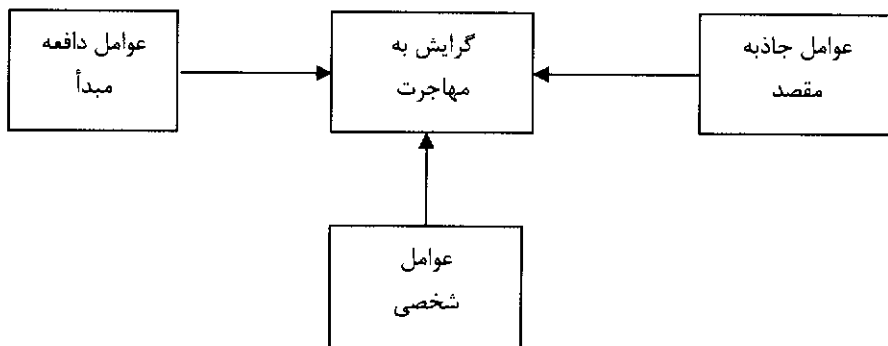 عوامل جاذبه
مقصد
گرایش به
مهاجرت
عوامل دافعه
مبدأ
عوامل
شخصی